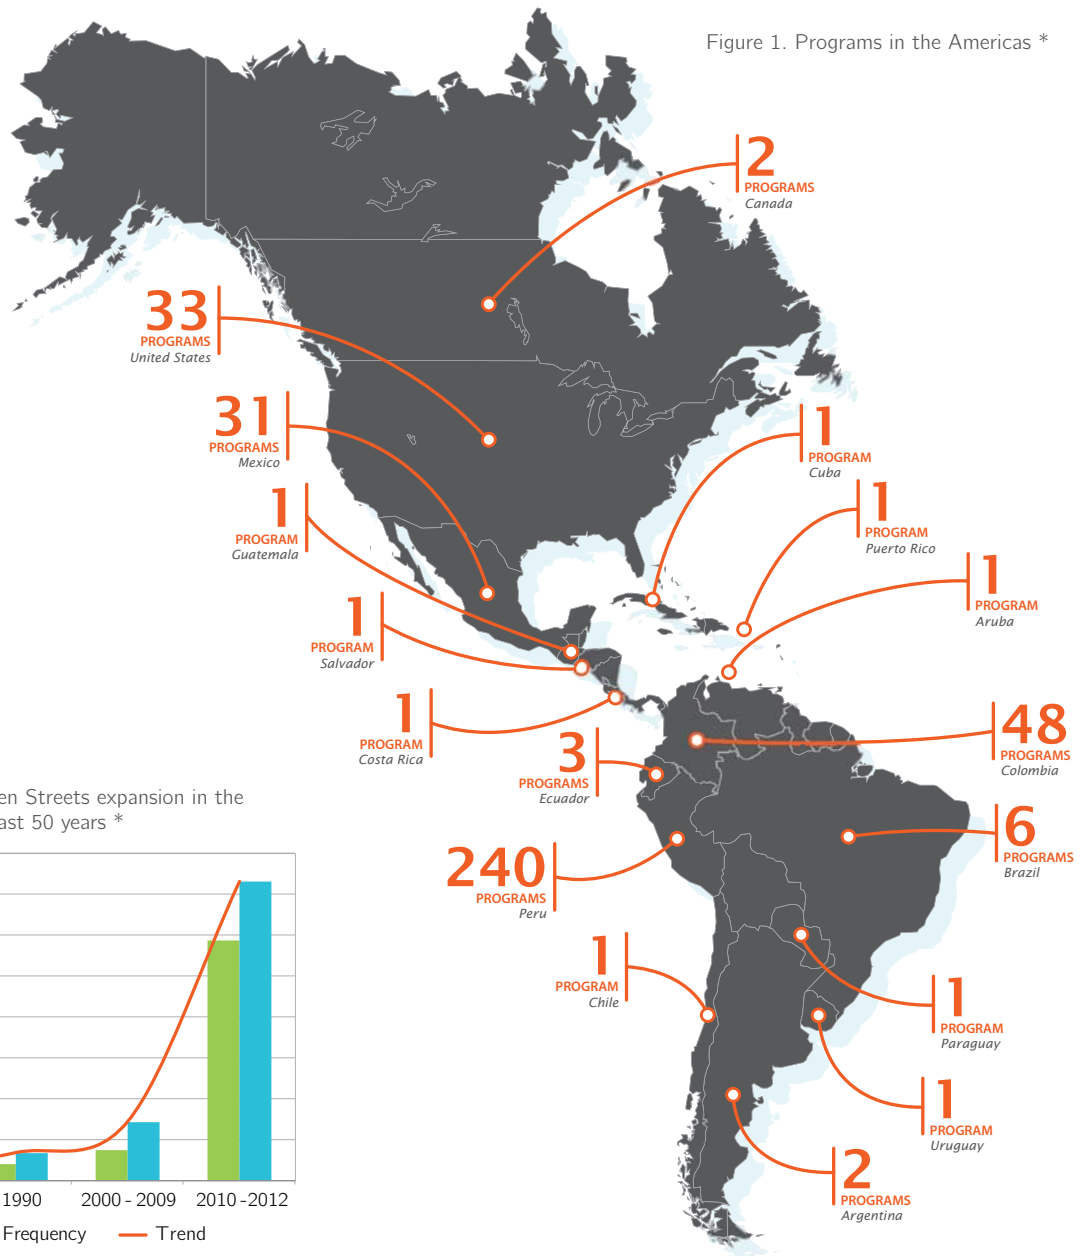 Figure 1. Programs in the Americas *
2
PROGRAMS
Canada
33
PROGRAMS
United States
31
PROGRAMS
Mexico
1
PROGRAM
Cuba
1
PROGRAM
Guatemala
1
PROGRAM
Puerto Rico
1
PROGRAM
Aruba
1
PROGRAM
Salvador
1
PROGRAM
Costa Rica
48
PROGRAMS
Colombia
3
PROGRAMS
Ecuador
6
PROGRAMS
Brazil
240
PROGRAMS
Peru
1
PROGRAM
Chile
1
PROGRAM
Paraguay
1
PROGRAM
Uruguay
2
PROGRAMS
Argentina
en Streets expansion in the
ast 50 years *
1990 2000 - 2009 2010 -2012
Frequency Trend